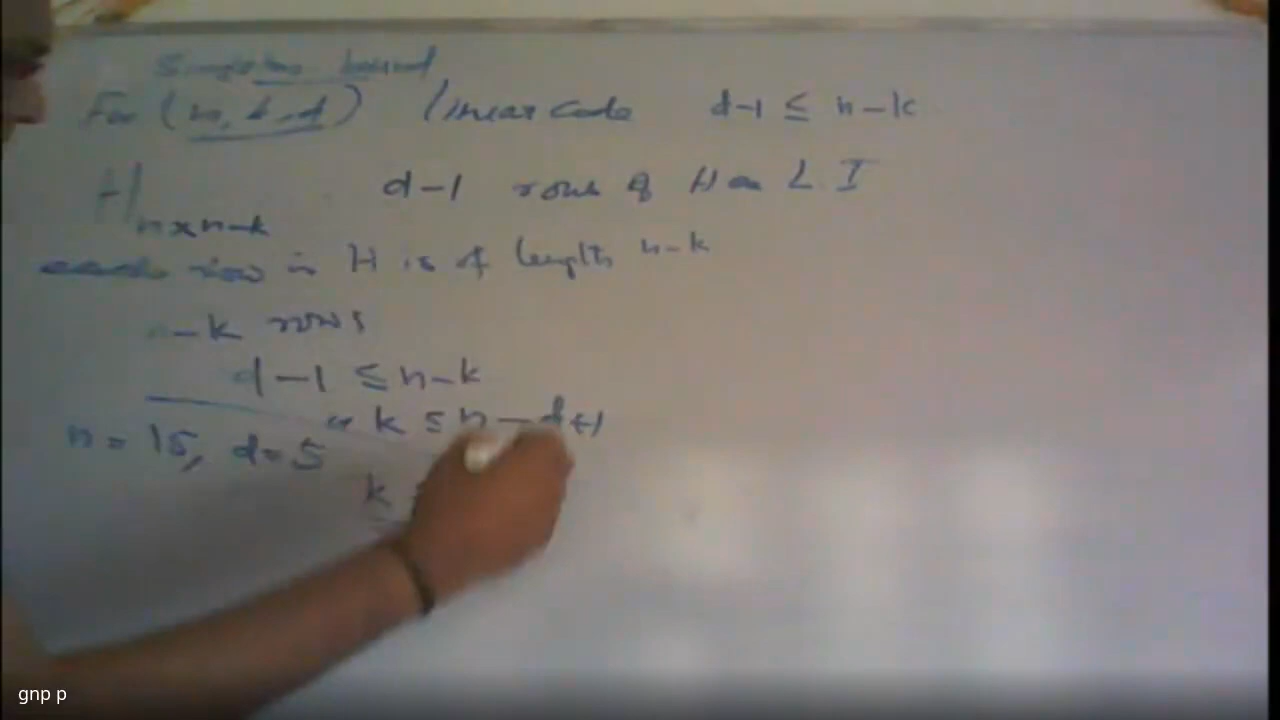 Singleton bound
For (n, k, d) linear code d-1 ≤ n-k
H n×n-k d-1 rows of H are L I
each row in H is of length n-k
-k rows
d-1 ≤ n-k
or k ≤ n-d+1
n = 15, d = 5
k
gnp p